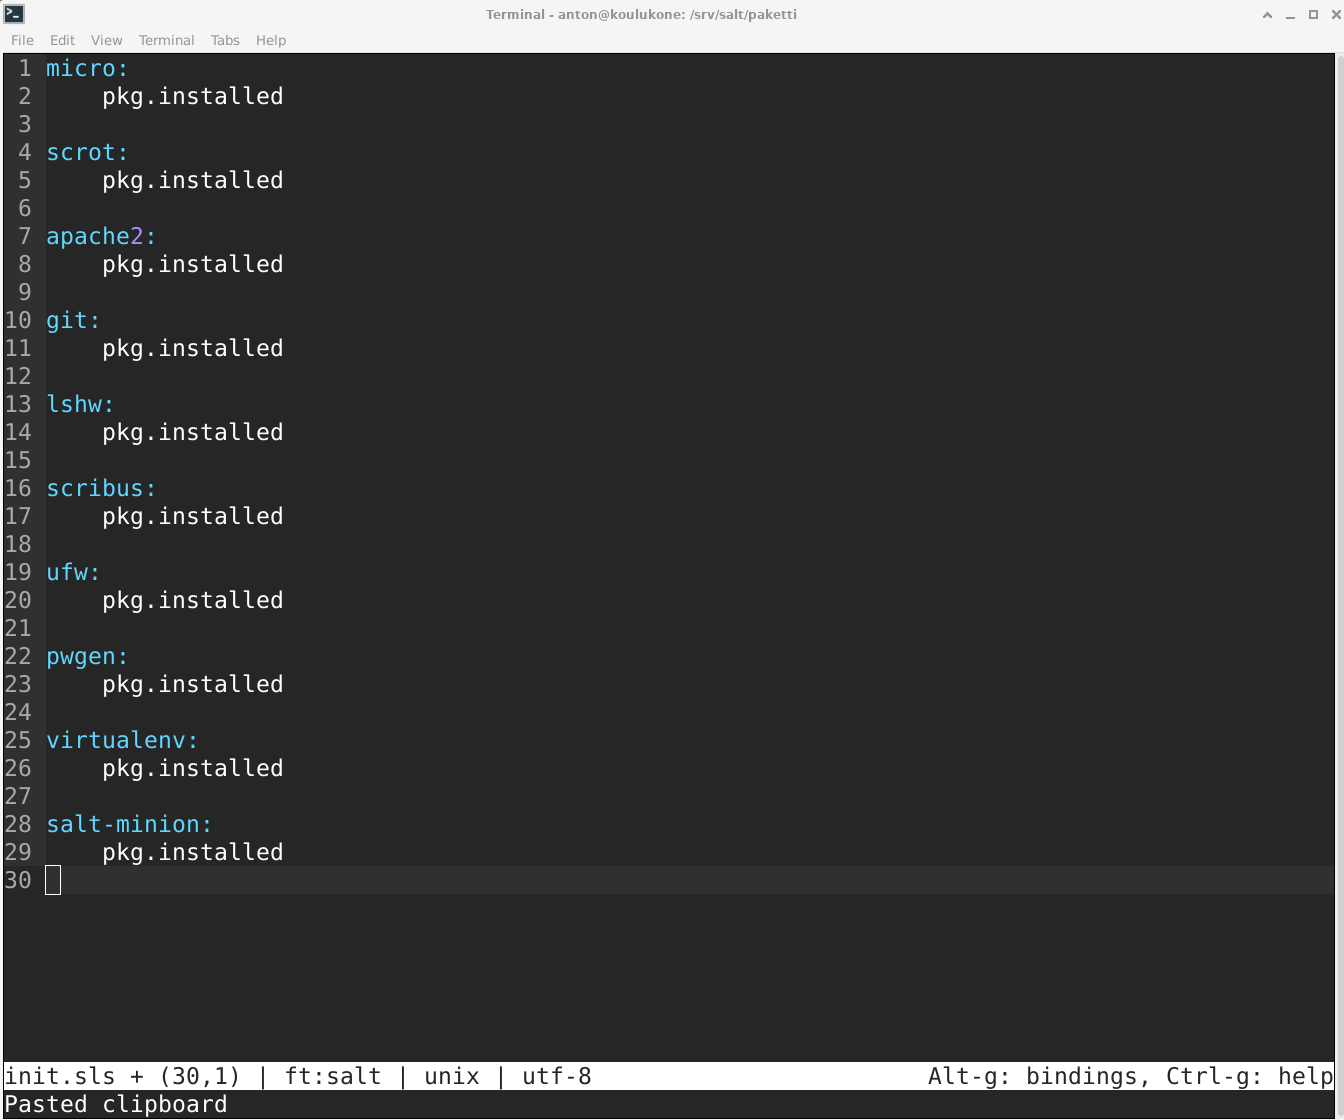 Terminal - anton@koulukone: /srv/salt/paketti
File Edit View Terminal Tabs Help
1 micro:
2     pkg.installed
3
4 scrot:
5     pkg.installed
6
7 apache2:
8     pkg.installed
9
10 git:
11     pkg.installed
12
13 lshw:
14     pkg.installed
15
16 scribus:
17     pkg.installed
18
19 ufw:
20     pkg.installed
21
22 pwgen:
23     pkg.installed
24
25 virtualenv:
26     pkg.installed
27
28 salt-minion:
29     pkg.installed
30
init.sls + (30,1) | ft:salt | unix | utf-8 Alt-g: bindings, Ctrl-g: help
Pasted clipboard